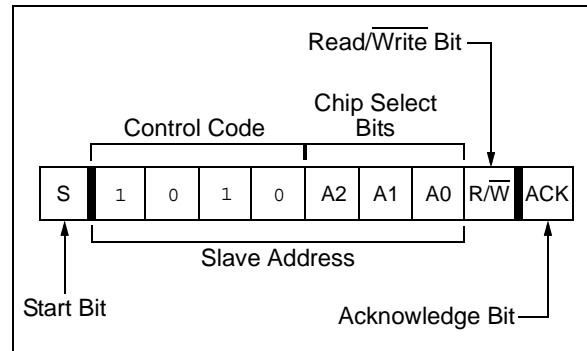 Read/Write Bit
Chip Select
Bits
Control Code
S 1 0 1 0 A2 A1 A0 R/W ACK
Slave Address
Start Bit
Acknowledge Bit